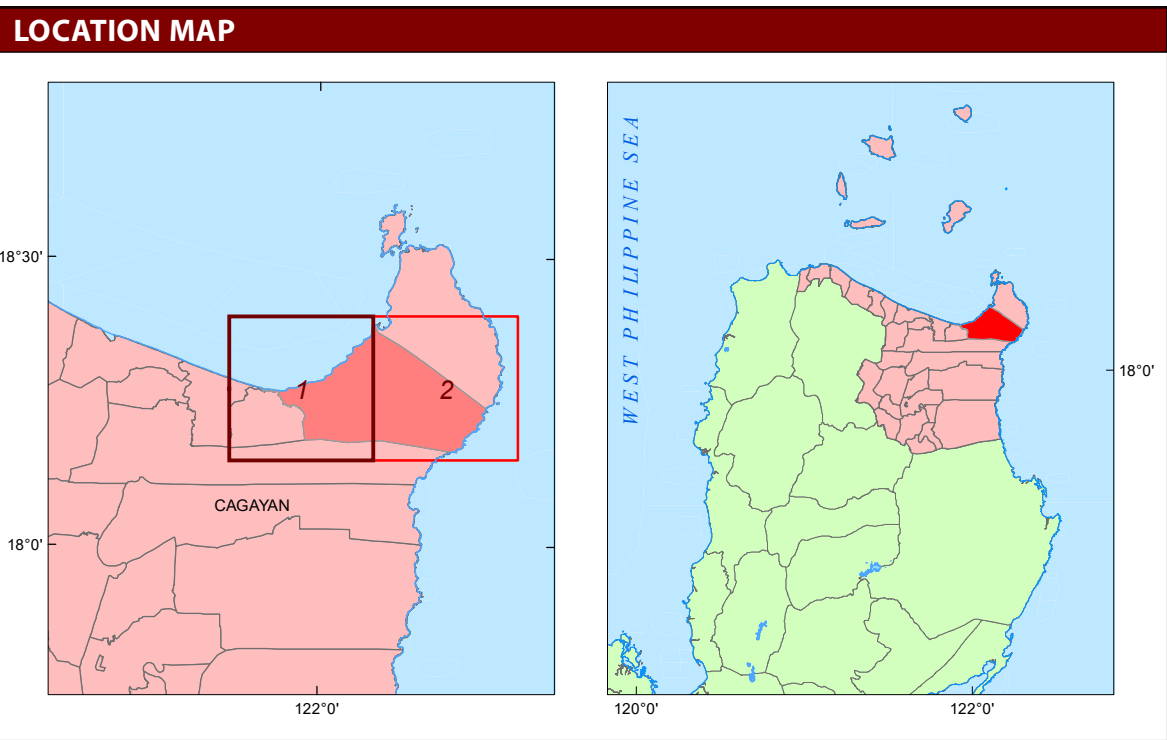 LOCATION MAP
18°30'
1
2
CAGAYAN
18°0'
122°0'
WEST PHILIPPINE SEA
18°0'
120°0'
122°0'